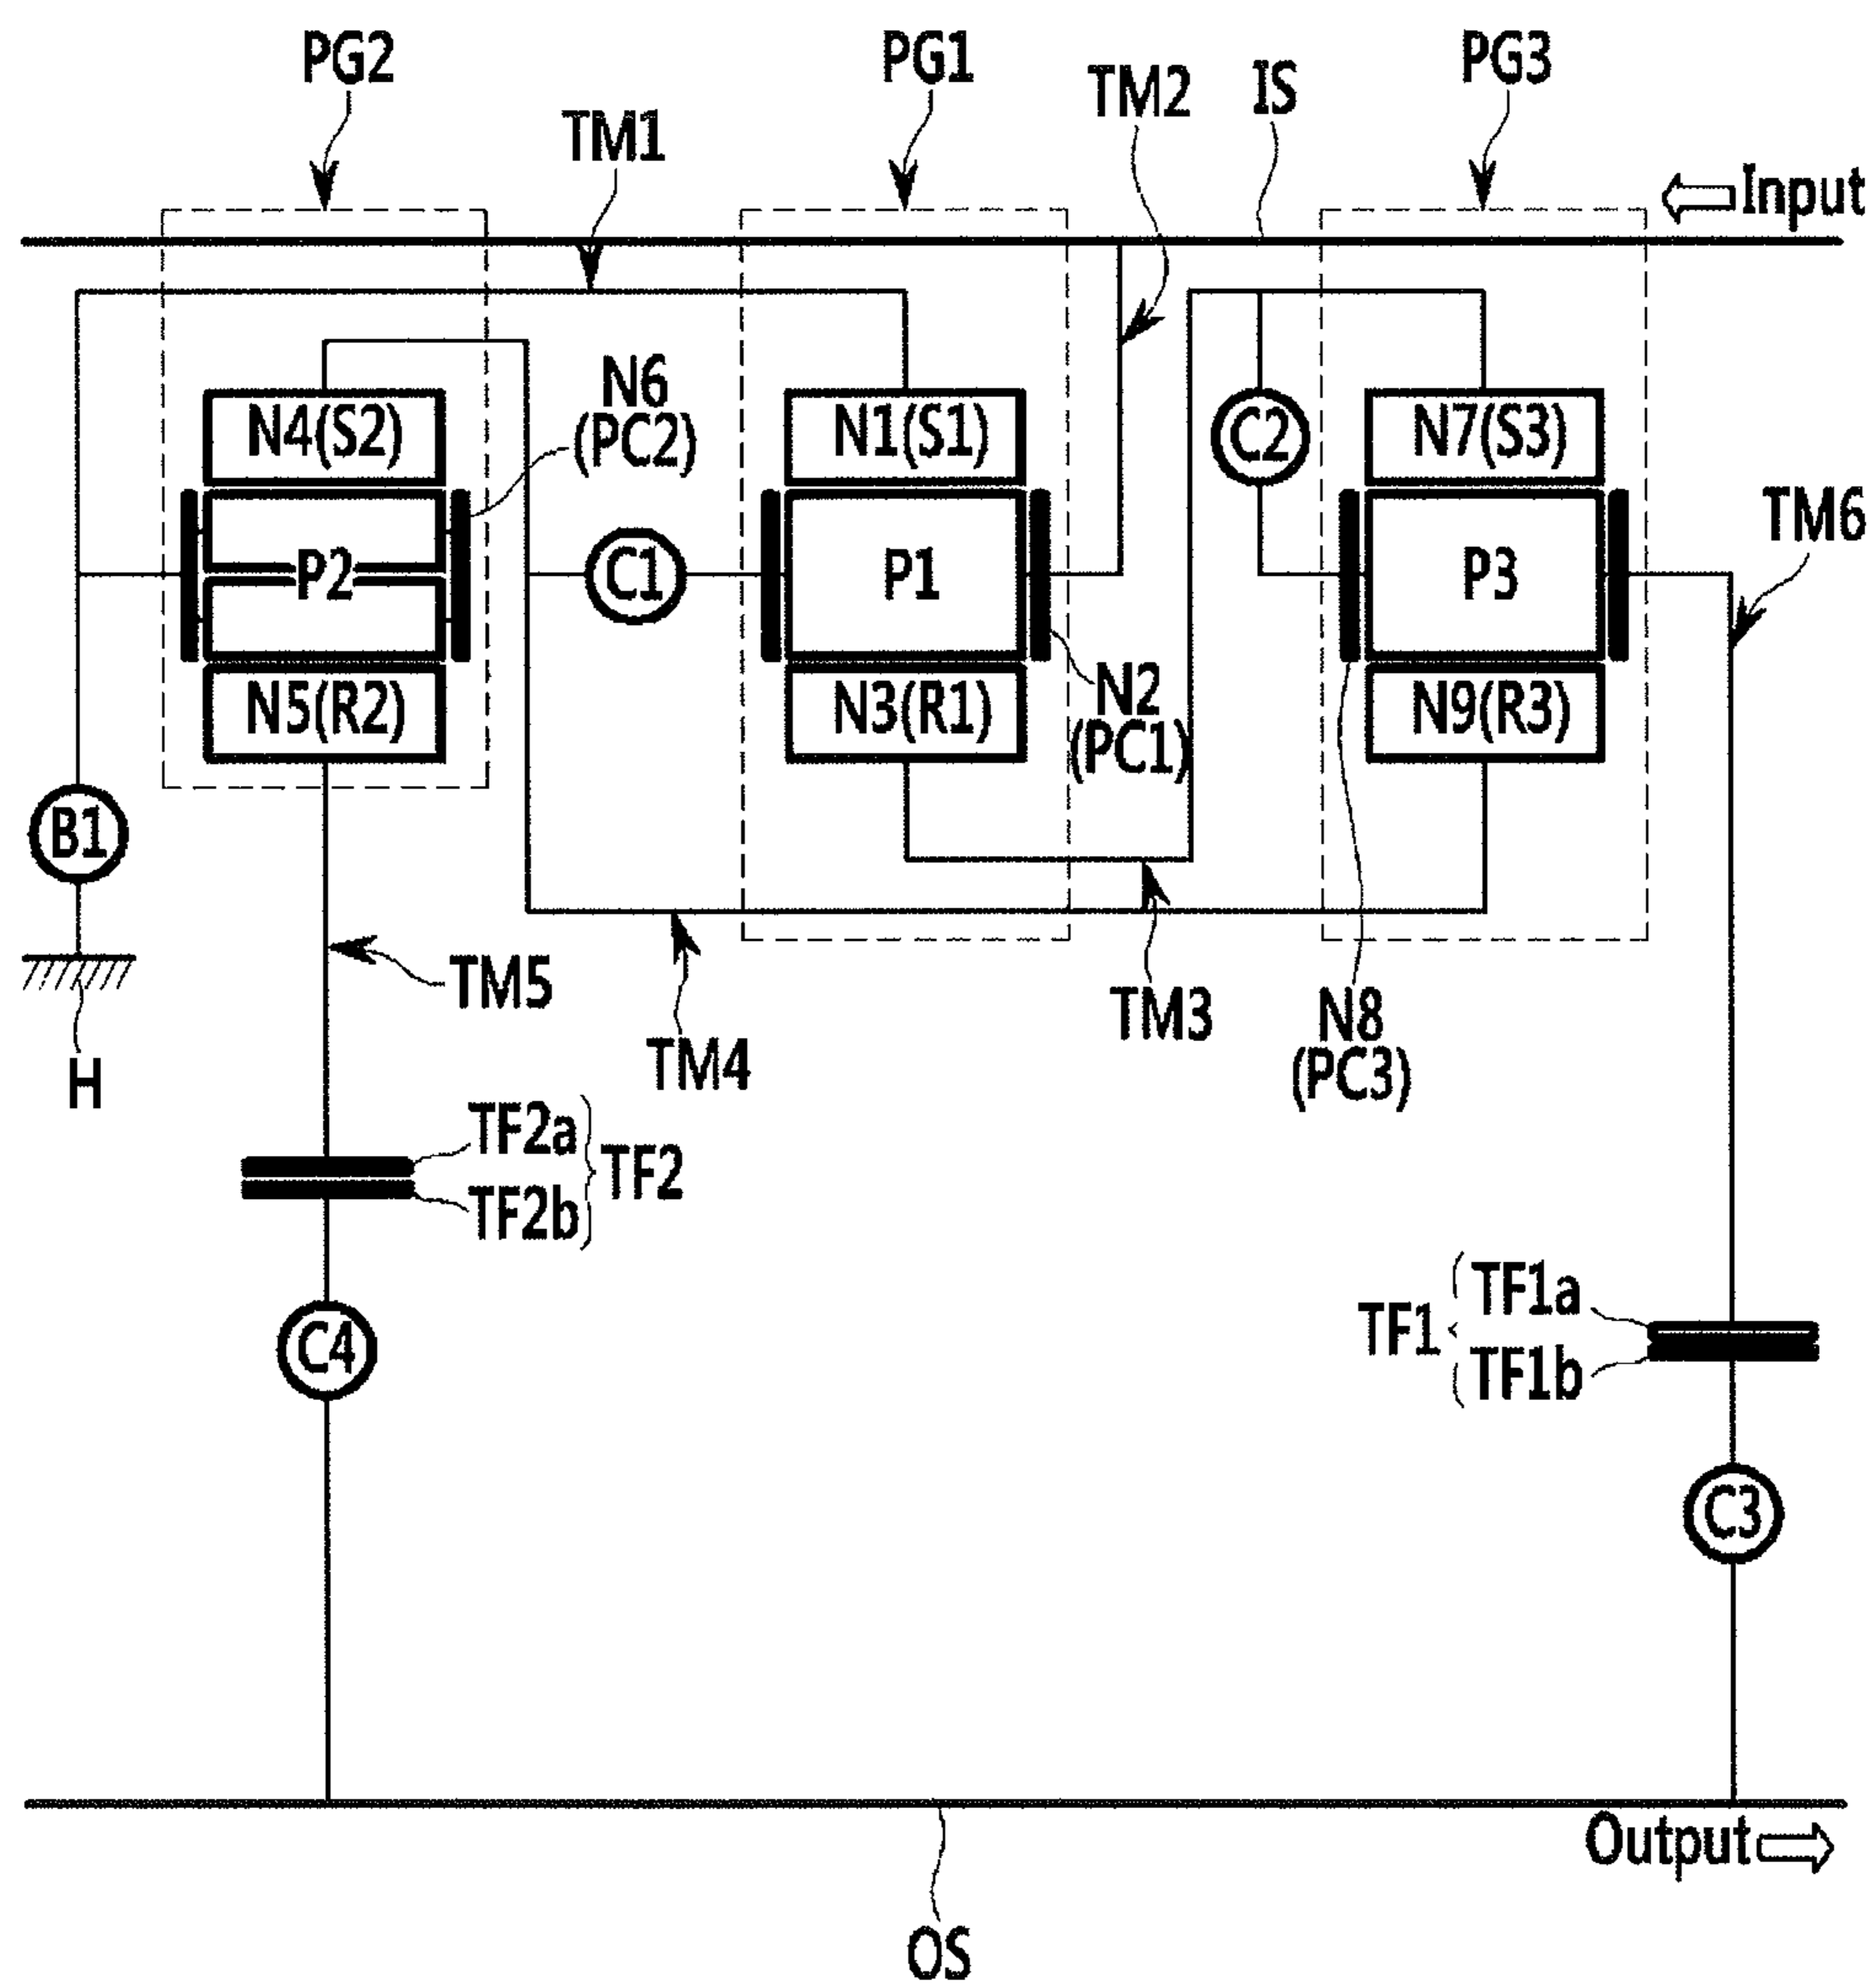 PG2
PG1
PG3
TM1
TM2
IS
Input
N4(S2)
N6
(PC2)
N1(S1)
C2
N7(S3)
TM6
P2
C1
P1
P3
N5(R2)
N3(R1)
N2
(PC1)
N9(R3)
B1
TM5
TM3
N8
(PC3)
TM4
H
TF2a
TF2
TF2b
C4
TF1a
TF1
TF1b
C3
Output
OS